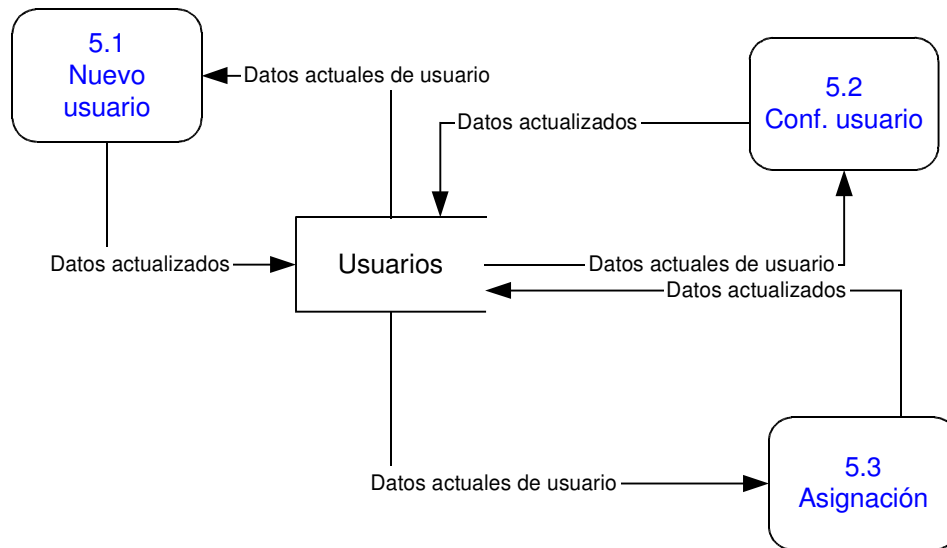 5.1
Nuevo
usuario
Datos actuales de usuario
5.2
Conf. usuario
Datos actualizados
Datos actualizados
Usuarios
Datos actuales de usuario
Datos actualizados
5.3
Asignación
Datos actuales de usuario